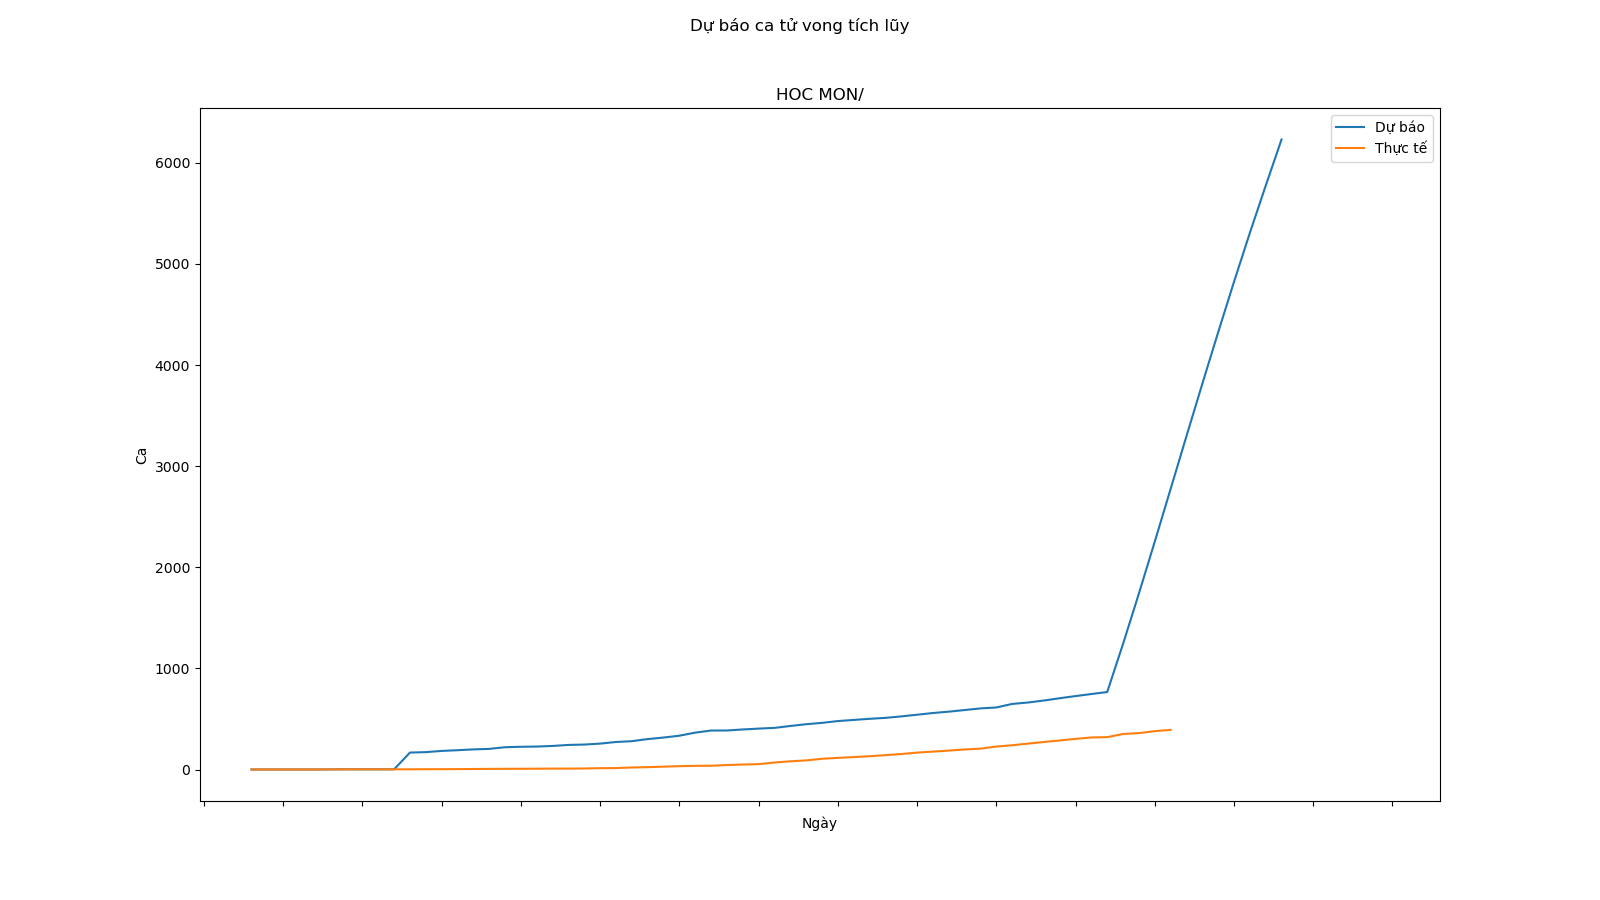 Dự báo ca tử vong tích lũy
HOC MON/
Dự báo
Thực tế
6000
5000
4000
3000
2000
1000
0
Ca
Ngày